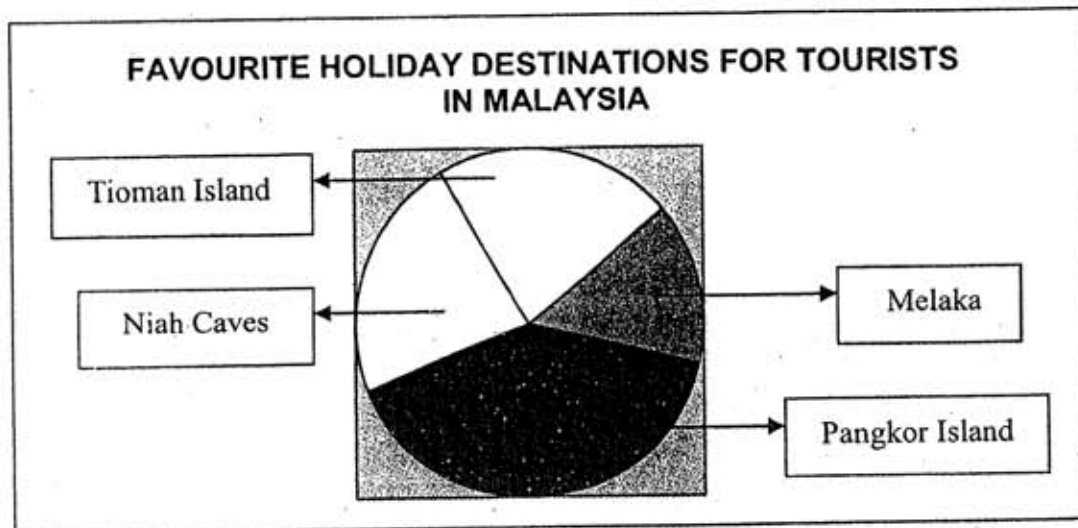 FAVOURITE HOLIDAY DESTINATIONS FOR TOURISTS
IN MALAYSIA
Tioman Island
Niah Caves
Melaka
Pangkor Island